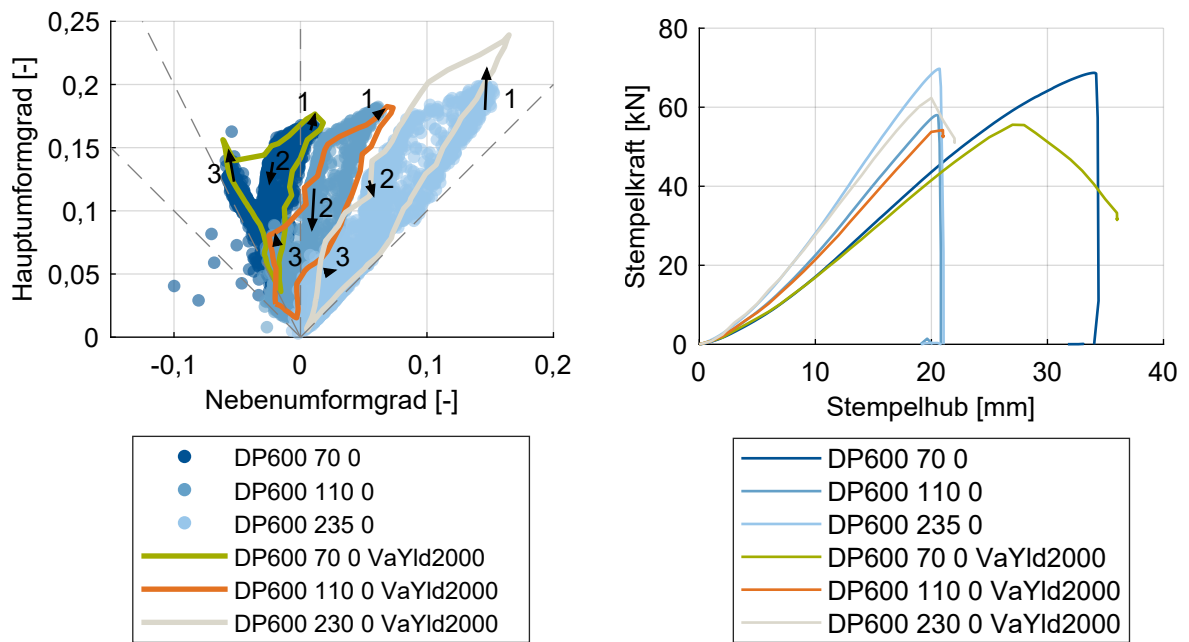 Hauptumformgrad [-]
0,25
0,2
0,15
0,1
0,05
0
1
1
1
2
2
2
3
3
3
-0,1
0
0,1
0,2
Nebenumformgrad [-]
DP600 70 0
DP600 110 0
DP600 235 0
DP600 70 0 VaYld2000
DP600 110 0 VaYld2000
DP600 230 0 VaYld2000
Stempelkraft [kN]
80
60
40
20
0
0
10
20
30
40
Stempelhub [mm]
DP600 70 0
DP600 110 0
DP600 235 0
DP600 70 0 VaYld2000
DP600 110 0 VaYld2000
DP600 230 0 VaYld2000